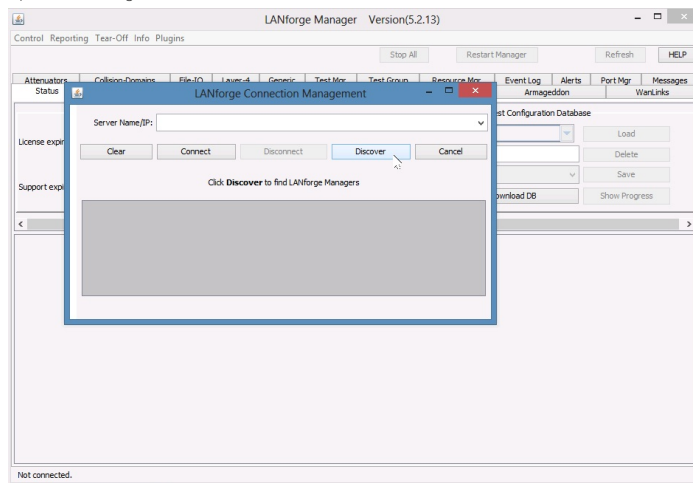 LANforge Manager Version(5.2.13)
Control Reporting Tear-Off Info Plugins
Stop All Restart Manager Refresh HELP
Attenuators Collision-Domains File-IO Layer-4 Generic Test Mgr Test Group Resource Mgr Event Log Alerts Port Mgr Messages
Status LANforge Connection Management Armageddon WanLinks
Server Name/IP: est Configuration Database
License expir Load
Clear Connect Disconnect Discover Cancel Delete
Support expi Click Discover to find LANforge Managers Save
ownload DB Show Progress
Not connected.